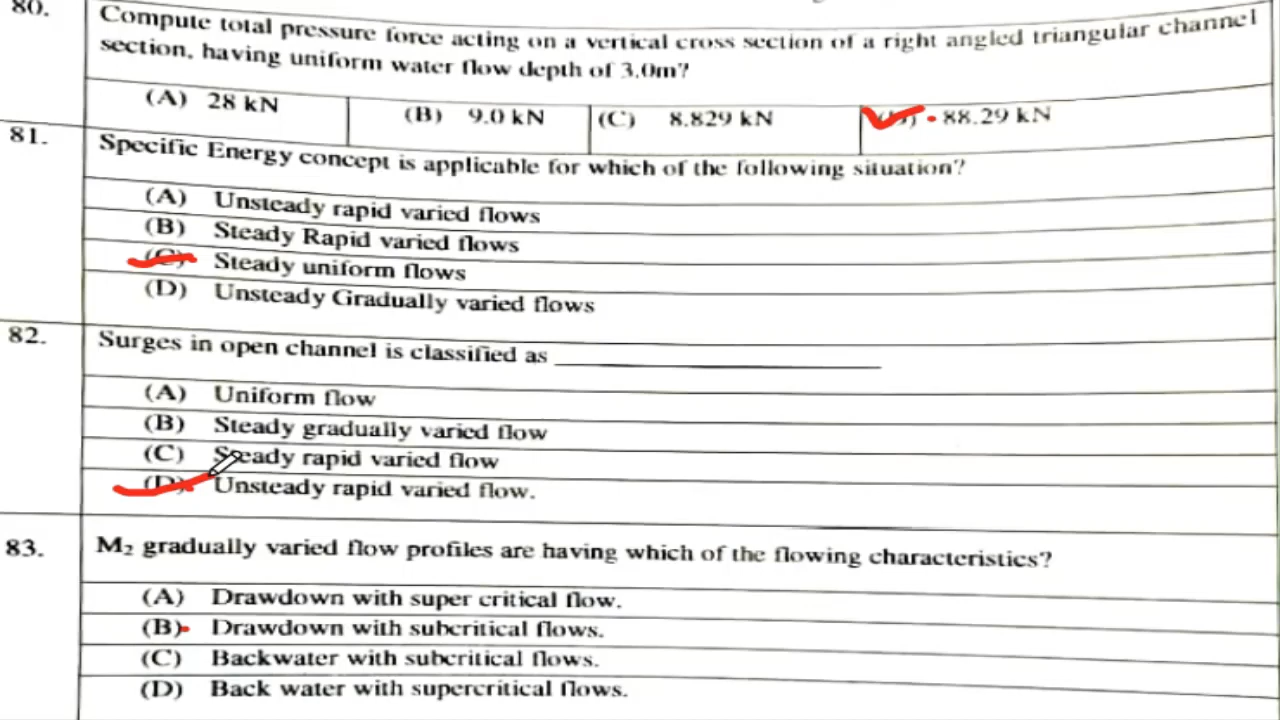 80. Compute total pressure force acting on a vertical cross section of a right angled triangular channel
section, having uniform water flow depth of 3.0m?
(A) 28 kN (B) 9.0 kN (C) 8.829 kN (D) 88.29 kN
81. Specific Energy concept is applicable for which of the following situation?
(A) Unsteady rapid varied flows
(B) Steady Rapid varied flows
(C) Steady uniform flows
(D) Unsteady Gradually varied flows
82. Surges in open channel is classified as ____________________
(A) Uniform flow
(B) Steady gradually varied flow
(C) Steady rapid varied flow
(D) Unsteady rapid varied flow.
83. M₂ gradually varied flow profiles are having which of the flowing characteristics?
(A) Drawdown with super critical flow.
(B) Drawdown with subcritical flows.
(C) Backwater with subcritical flows.
(D) Back water with supercritical flows.